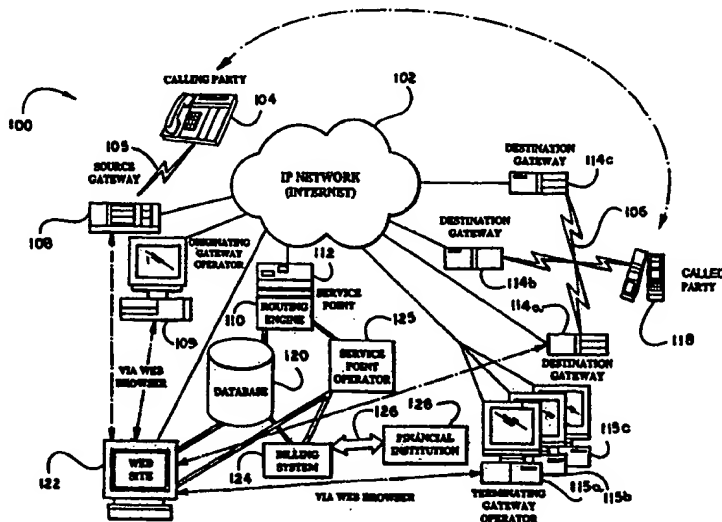 CALLING PARTY
104
102
100
105
SOURCE
GATEWAY
IP NETWORK
(INTERNET)
DESTINATION
GATEWAY
114c
106
108
DESTINATION
GATEWAY
ORIGINATING GATEWAY
OPERATOR
112
114b
CALLED
PARTY
SERVICE
POINT
110
ROUTING
ENGINE
114a
118
109
125
DESTINATION
GATEWAY
120
SERVICE
POINT
OPERATOR
VIA WEB
BROWSER
DATABASE
126
128
115c
122
WEB
SITE
BILLING
SYSTEM
FINANCIAL
INSTITUTION
124
115a
115b
VIA WEB BROWSER
TERMINATING GATEWAY
OPERATOR